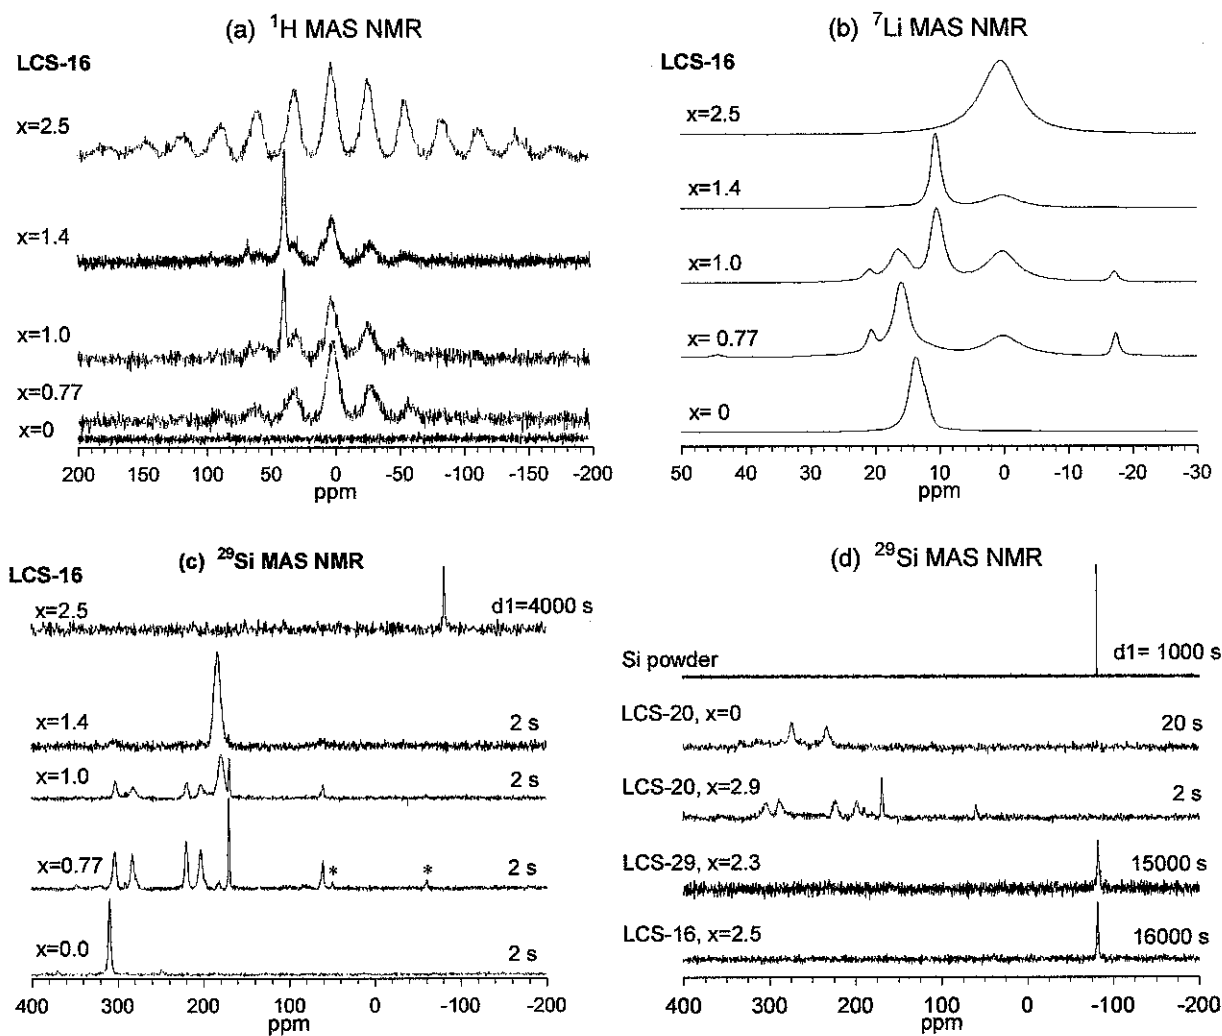 (a) ¹H MAS NMR
LCS-16
x=2.5
x=1.4
x=1.0
x=0.77
x=0
200 150 100 50 0 -50 -100 -150 -200
ppm
(b) ⁷Li MAS NMR
LCS-16
x=2.5
x=1.4
x=1.0
x= 0.77
x= 0
50 40 30 20 10 0 -10 -20 -30
ppm
(c) ²⁹Si MAS NMR
LCS-16
x=2.5 d1=4000 s
x=1.4 2 s
x=1.0 2 s
x=0.77 * * 2 s
x=0.0 2 s
400 300 200 100 0 -100 -200
ppm
(d) ²⁹Si MAS NMR
Si powder d1= 1000 s
LCS-20, x=0 20 s
LCS-20, x=2.9 2 s
LCS-29, x=2.3 15000 s
LCS-16, x=2.5 16000 s
400 300 200 100 0 -100 -200
ppm